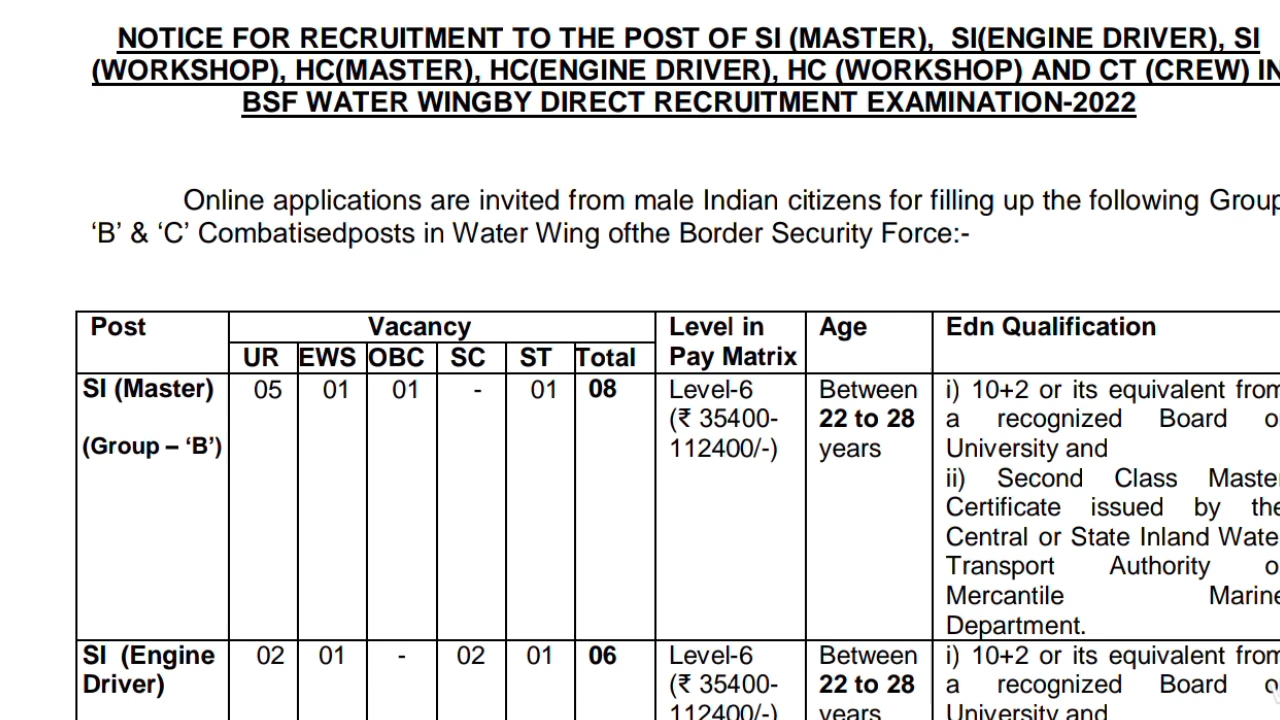 NOTICE FOR RECRUITMENT TO THE POST OF SI (MASTER), SI(ENGINE DRIVER), SI
(WORKSHOP), HC(MASTER), HC(ENGINE DRIVER), HC (WORKSHOP) AND CT (CREW) IN
BSF WATER WINGBY DIRECT RECRUITMENT EXAMINATION-2022
Online applications are invited from male Indian citizens for filling up the following Group
‘B’ & ‘C’ Combatisedposts in Water Wing ofthe Border Security Force:-
Post Vacancy Level in Age Edn Qualification
UR EWS OBC SC ST Total Pay Matrix
SI (Master) 05 01 01 - 01 08 Level-6 Between i) 10+2 or its equivalent from
(₹ 35400- 22 to 28 a recognized Board o
(Group – ‘B’) 112400/-) years University and
ii) Second Class Master
Certificate issued by the
Central or State Inland Wate
Transport Authority o
Mercantile Marine
Department.
SI (Engine 02 01 - 02 01 06 Level-6 Between i) 10+2 or its equivalent from
Driver) (₹ 35400- 22 to 28 a recognized Board o
112400/-) years University and